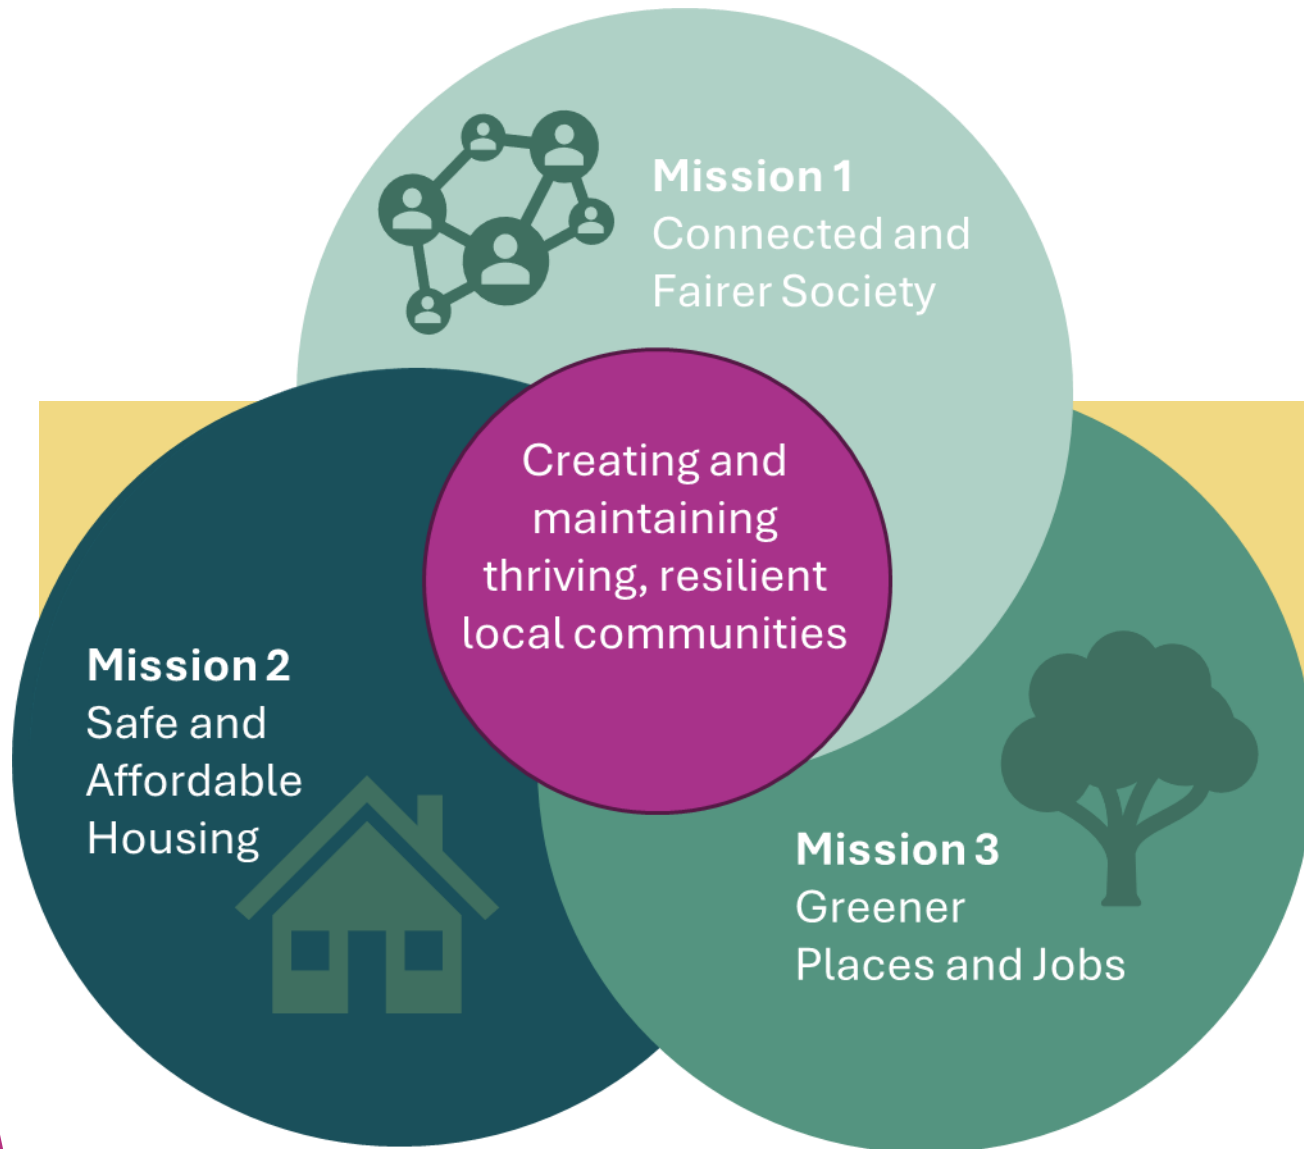 Mission 1
Connected and
Fairer Society
Creating and
maintaining
thriving, resilient
local communities
Mission 2
Safe and
Affordable
Housing
Mission 3
Greener
Places and Jobs